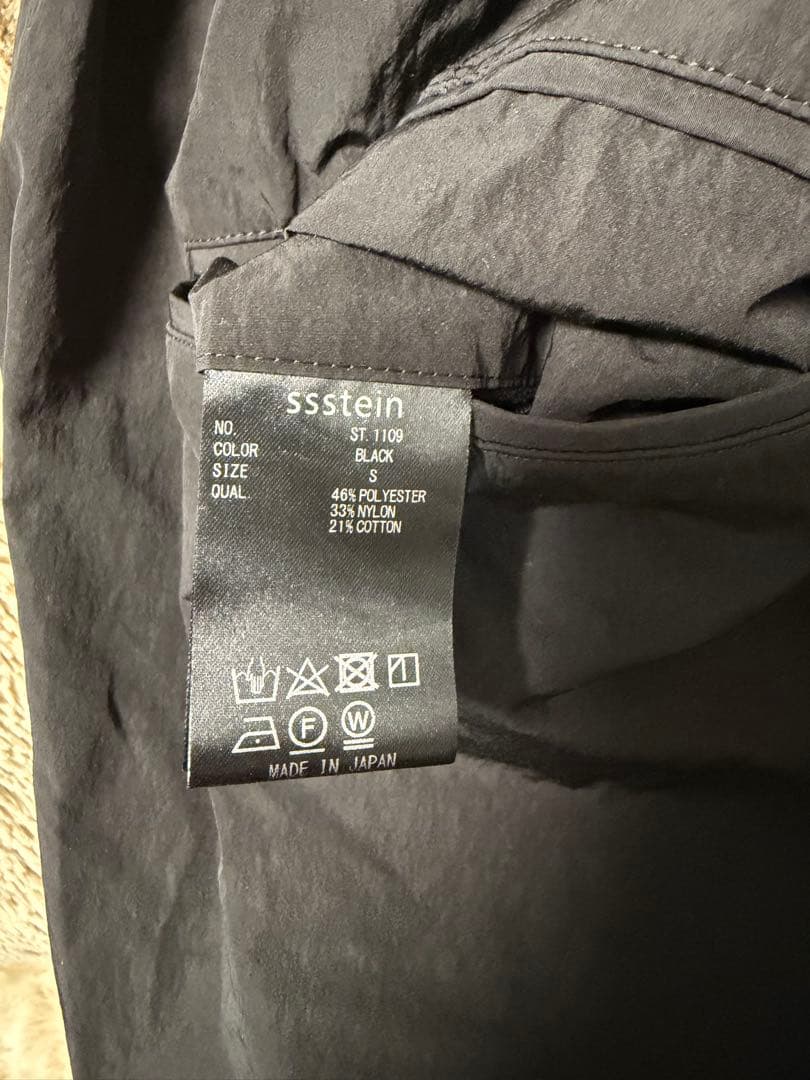 ssstein
NO. ST.1109
COLOR BLACK
SIZE S
QUAL. 46%POLYESTER
33%NYLON
21%COTTON
F W
MADE IN JAPAN